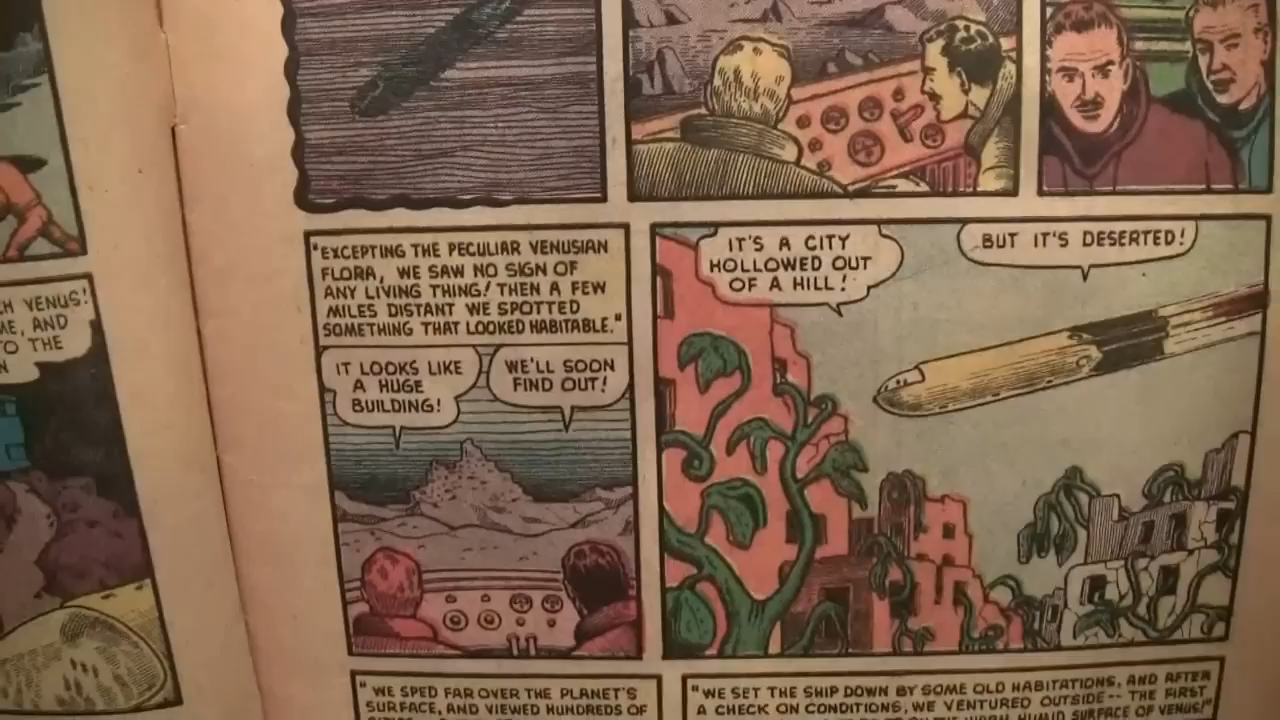 CH VENUS!
ME, AND
TO THE
N
"EXCEPTING THE PECULIAR VENUSIAN
FLORA, WE SAW NO SIGN OF
ANY LIVING THING! THEN A FEW
MILES DISTANT WE SPOTTED
SOMETHING THAT LOOKED HABITABLE."
IT LOOKS LIKE
A HUGE
BUILDING!
WE'LL SOON
FIND OUT!
IT'S A CITY
HOLLOWED OUT
OF A HILL!
BUT IT'S DESERTED!
"WE SPED FAR OVER THE PLANET'S
SURFACE, AND VIEWED HUNDREDS OF
"WE SET THE SHIP DOWN BY SOME OLD HABITATIONS, AND AFTER
A CHECK ON CONDITIONS, WE VENTURED OUTSIDE-- THE FIRST
HUMID SURFACE OF VENUS!"